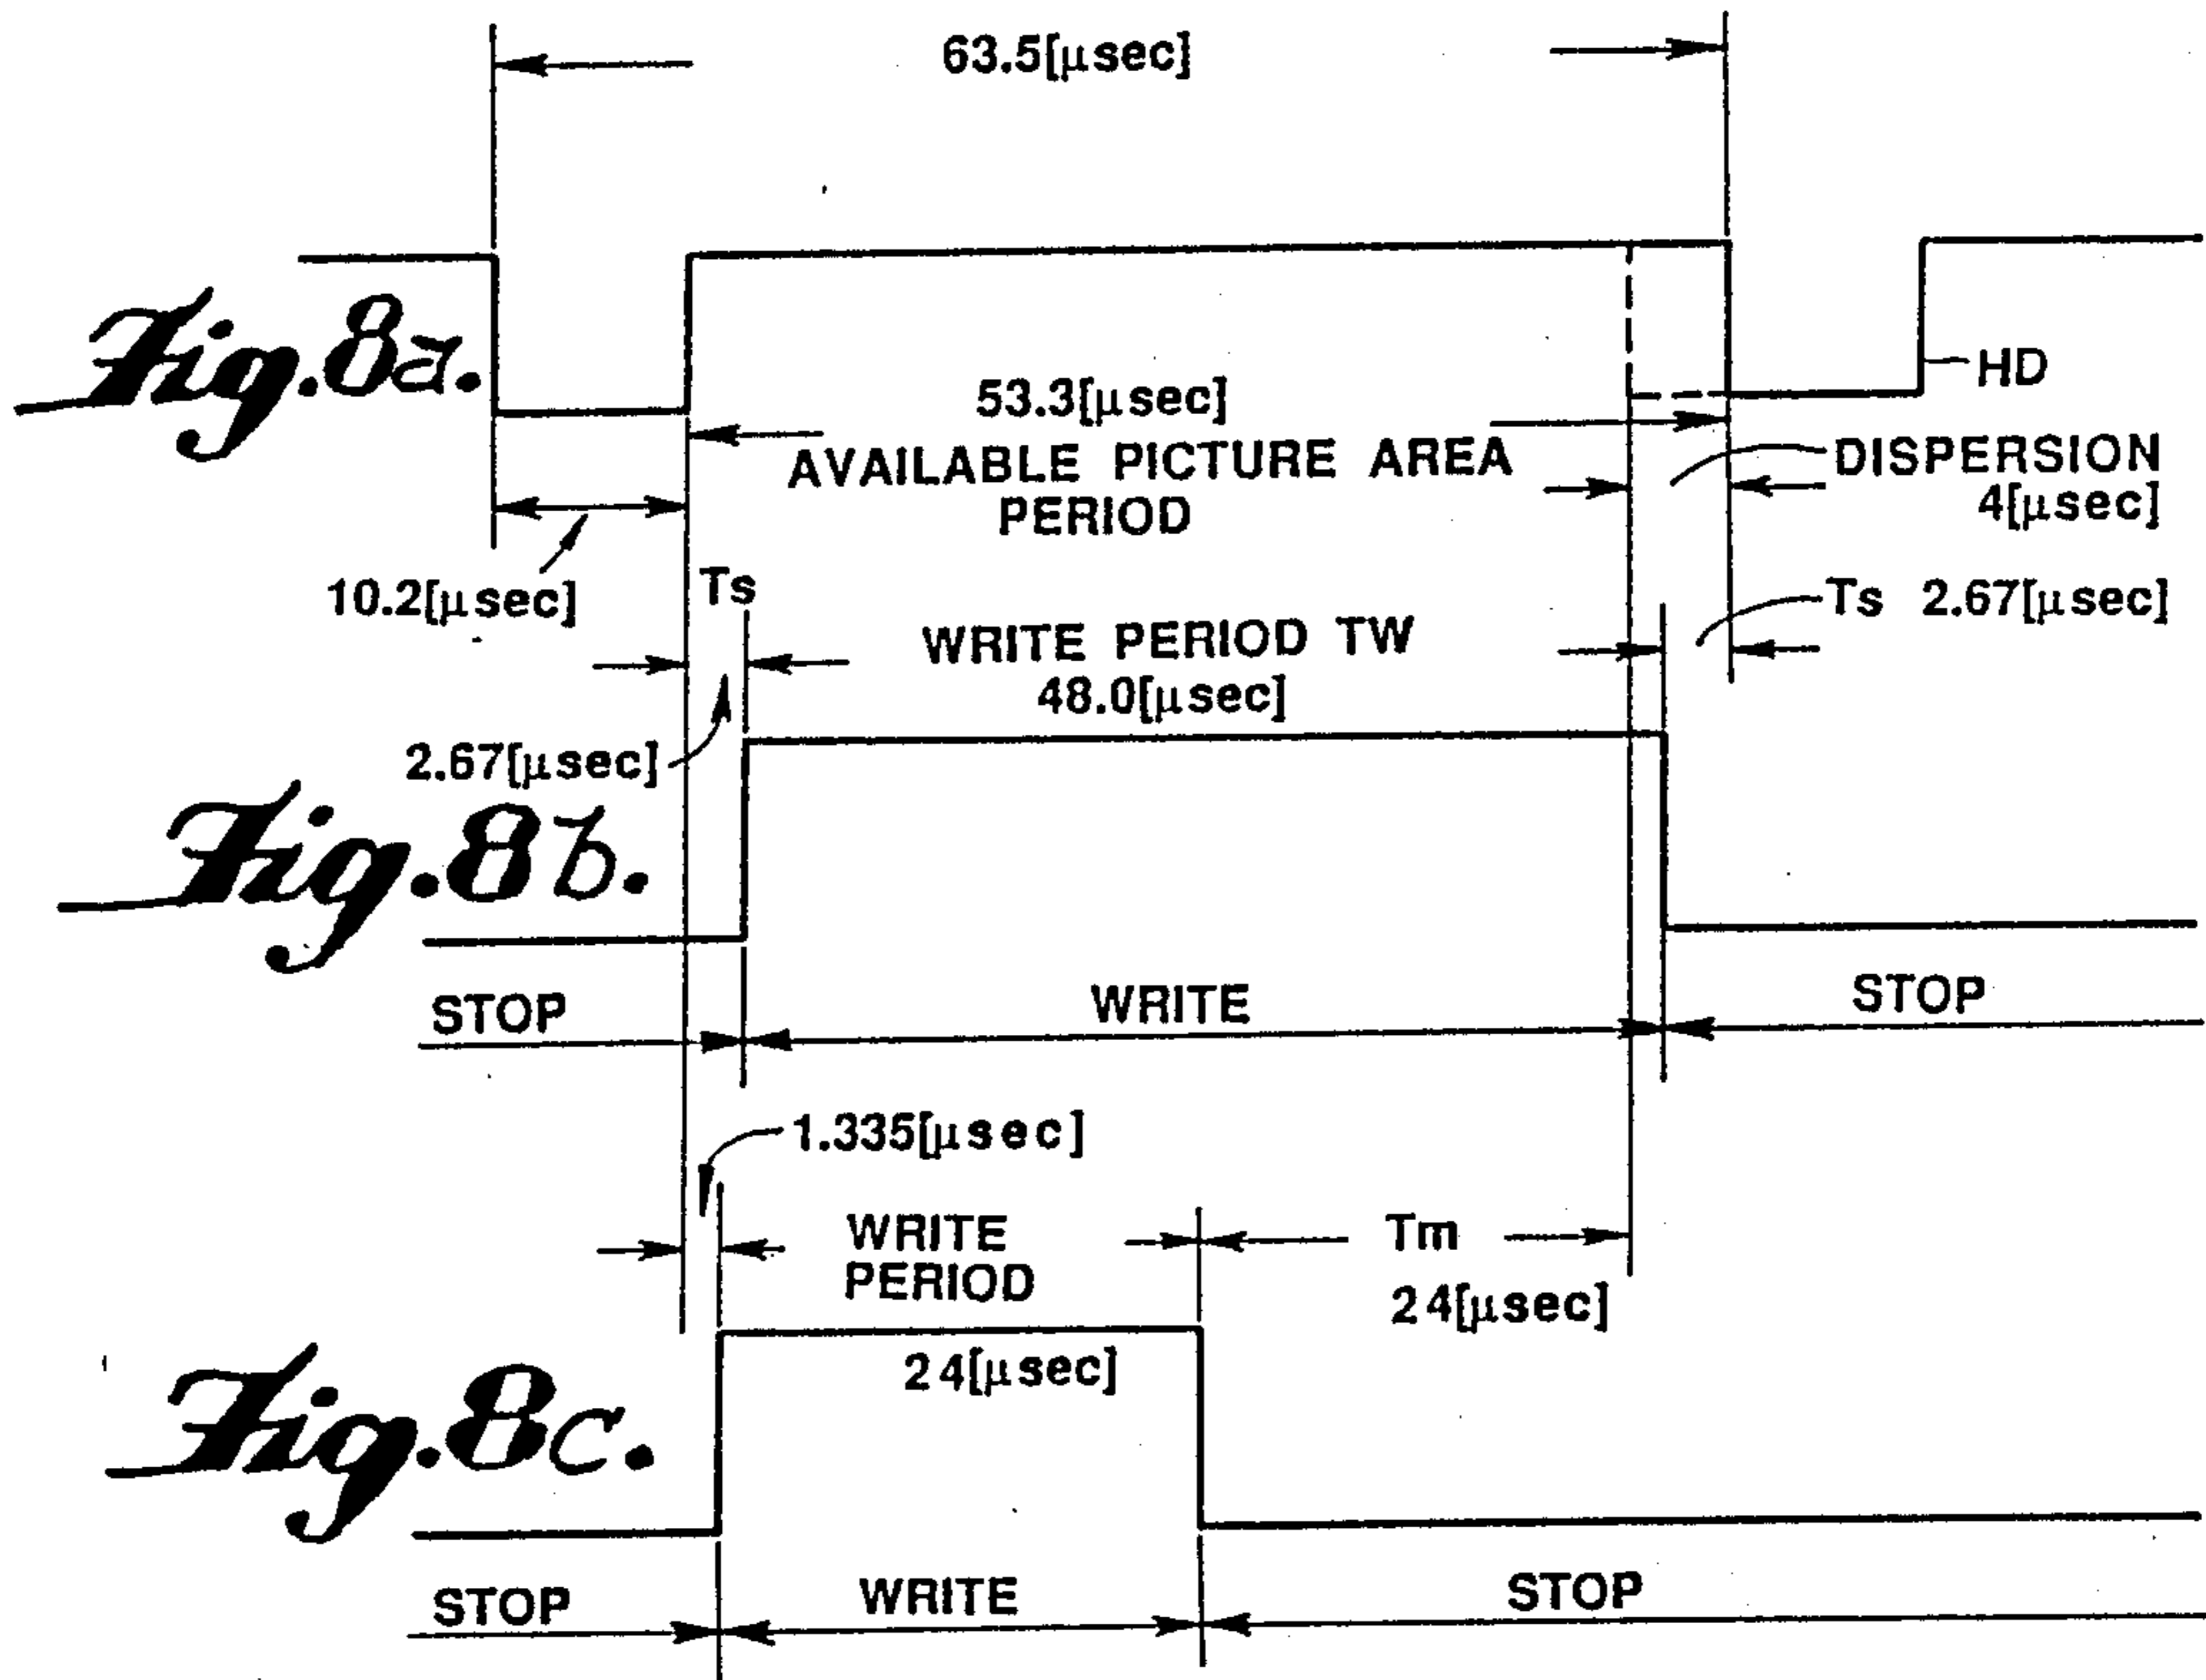 63.5[μsec]
Fig.8a.
HD
53.3[μsec]
AVAILABLE PICTURE AREA
PERIOD
DISPERSION
4[μsec]
10.2[μsec]
Ts
Ts 2.67[μsec]
WRITE PERIOD TW
48.0[μsec]
2.67[μsec]
Fig.8b.
STOP
WRITE
STOP
1.335[μsec]
WRITE
PERIOD
Tm
24[μsec]
24[μsec]
Fig.8c.
STOP
WRITE
STOP